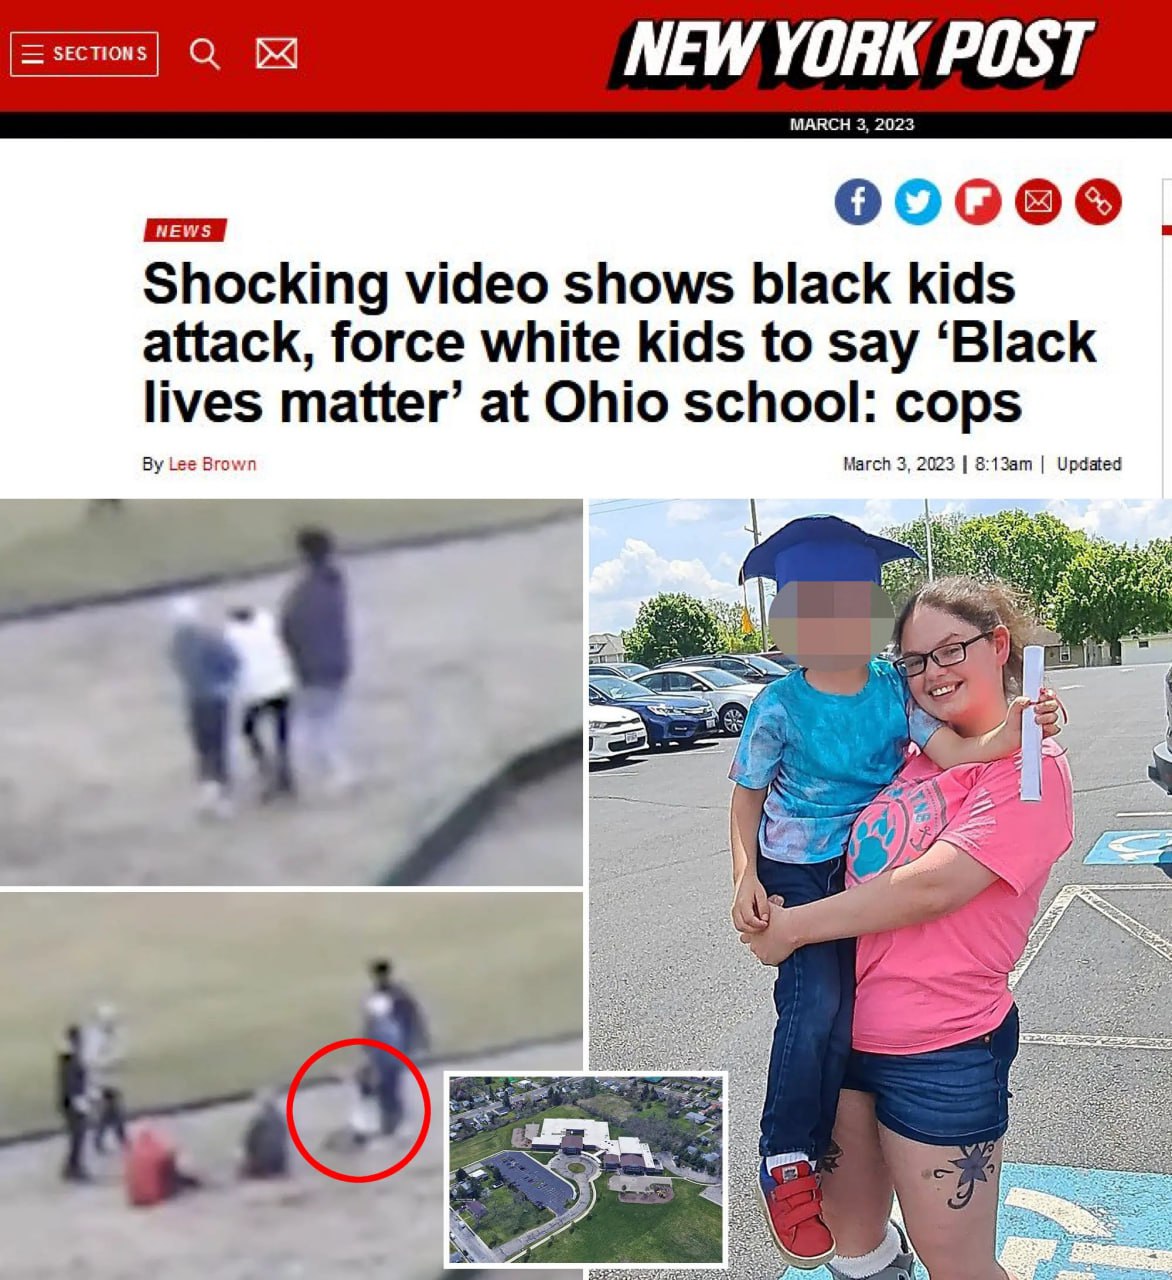 SECTIONS
NEW YORK POST
MARCH 3, 2023
NEWS
Shocking video shows black kids
attack, force white kids to say ‘Black
lives matter’ at Ohio school: cops
By Lee Brown
March 3, 2023 | 8:13am | Updated